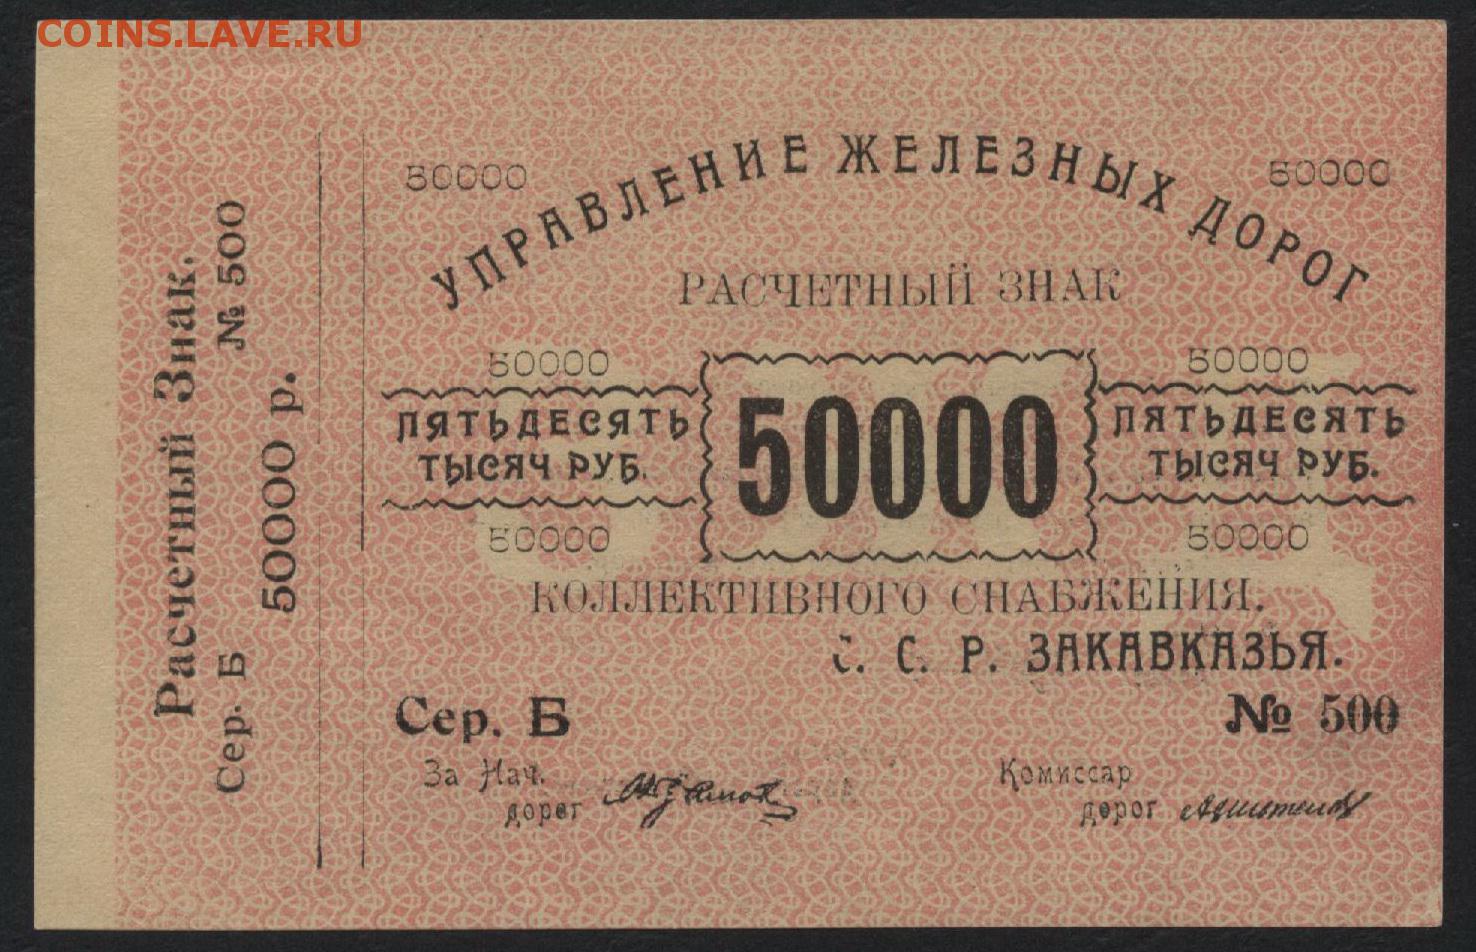 COINS.LAVE.RU
Расчетный Знак.
Сер. Б № 500
50000 р.
50000 50000
УПРАВЛЕНИЕ ЖЕЛЕЗНЫХ ДОРОГ
РАСЧЕТНЫЙ ЗНАК
50000 50000
ПЯТЬДЕСЯТЬ 50000 ПЯТЬДЕСЯТЬ
ТЫСЯЧ РУБ. ТЫСЯЧ РУБ.
50000 50000
КОЛЛЕКТИВНОГО СНАБЖЕНИЯ.
С. С. Р. ЗАКАВКАЗЬЯ.
Сер. Б № 500
За Нач. Комиссар
дорог дорог